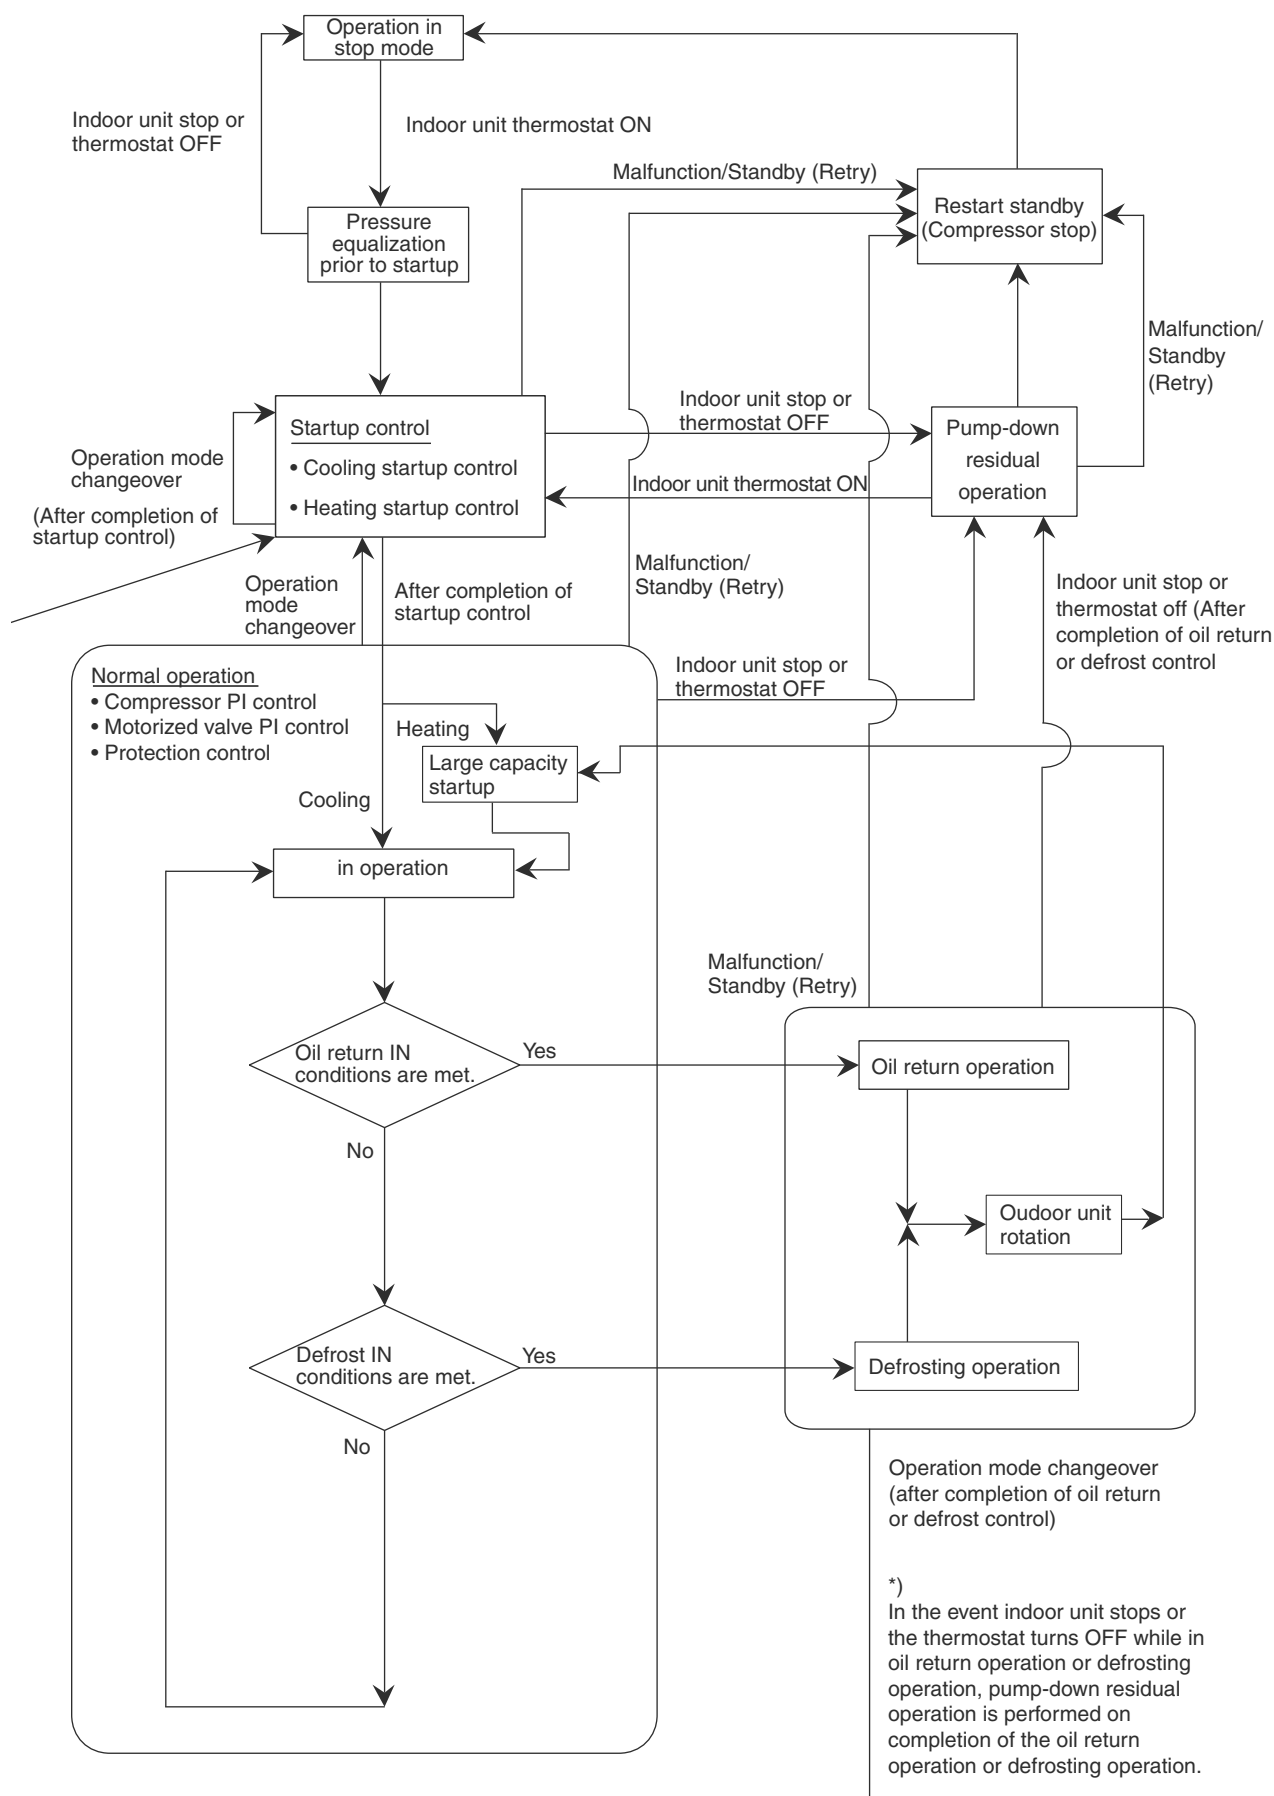 Operation in
stop mode
Indoor unit stop or
thermostat OFF
Indoor unit thermostat ON
Malfunction/Standby (Retry)
Restart standby
(Compressor stop)
Pressure
equalization
prior to startup
Malfunction/
Standby
(Retry)
Startup control
• Cooling startup control
• Heating startup control
Indoor unit stop or
thermostat OFF
Pump-down
residual
operation
Operation mode
changeover
(After completion of
startup control)
Indoor unit thermostat ON
Malfunction/
Standby (Retry)
Operation
mode
changeover
After completion of
startup control
Indoor unit stop or
thermostat off (After
completion of oil return
or defrost control
Normal operation
• Compressor PI control
• Motorized valve PI control
• Protection control
Indoor unit stop or
thermostat OFF
Heating
Large capacity
startup
Cooling
in operation
Malfunction/
Standby (Retry)
Oil return IN
conditions are met.
Yes
Oil return operation
No
Oudoor unit
rotation
Defrost IN
conditions are met.
Yes
Defrosting operation
No
Operation mode changeover
(after completion of oil return
or defrost control)
*)
In the event indoor unit stops or
the thermostat turns OFF while in
oil return operation or defrosting
operation, pump-down residual
operation is performed on
completion of the oil return
operation or defrosting operation.